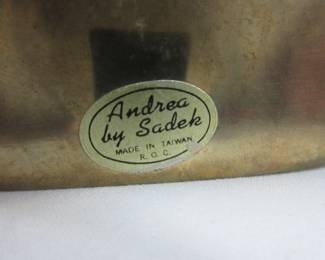 Andrea
by Sadek
MADE IN TAIWAN
R. O. C.